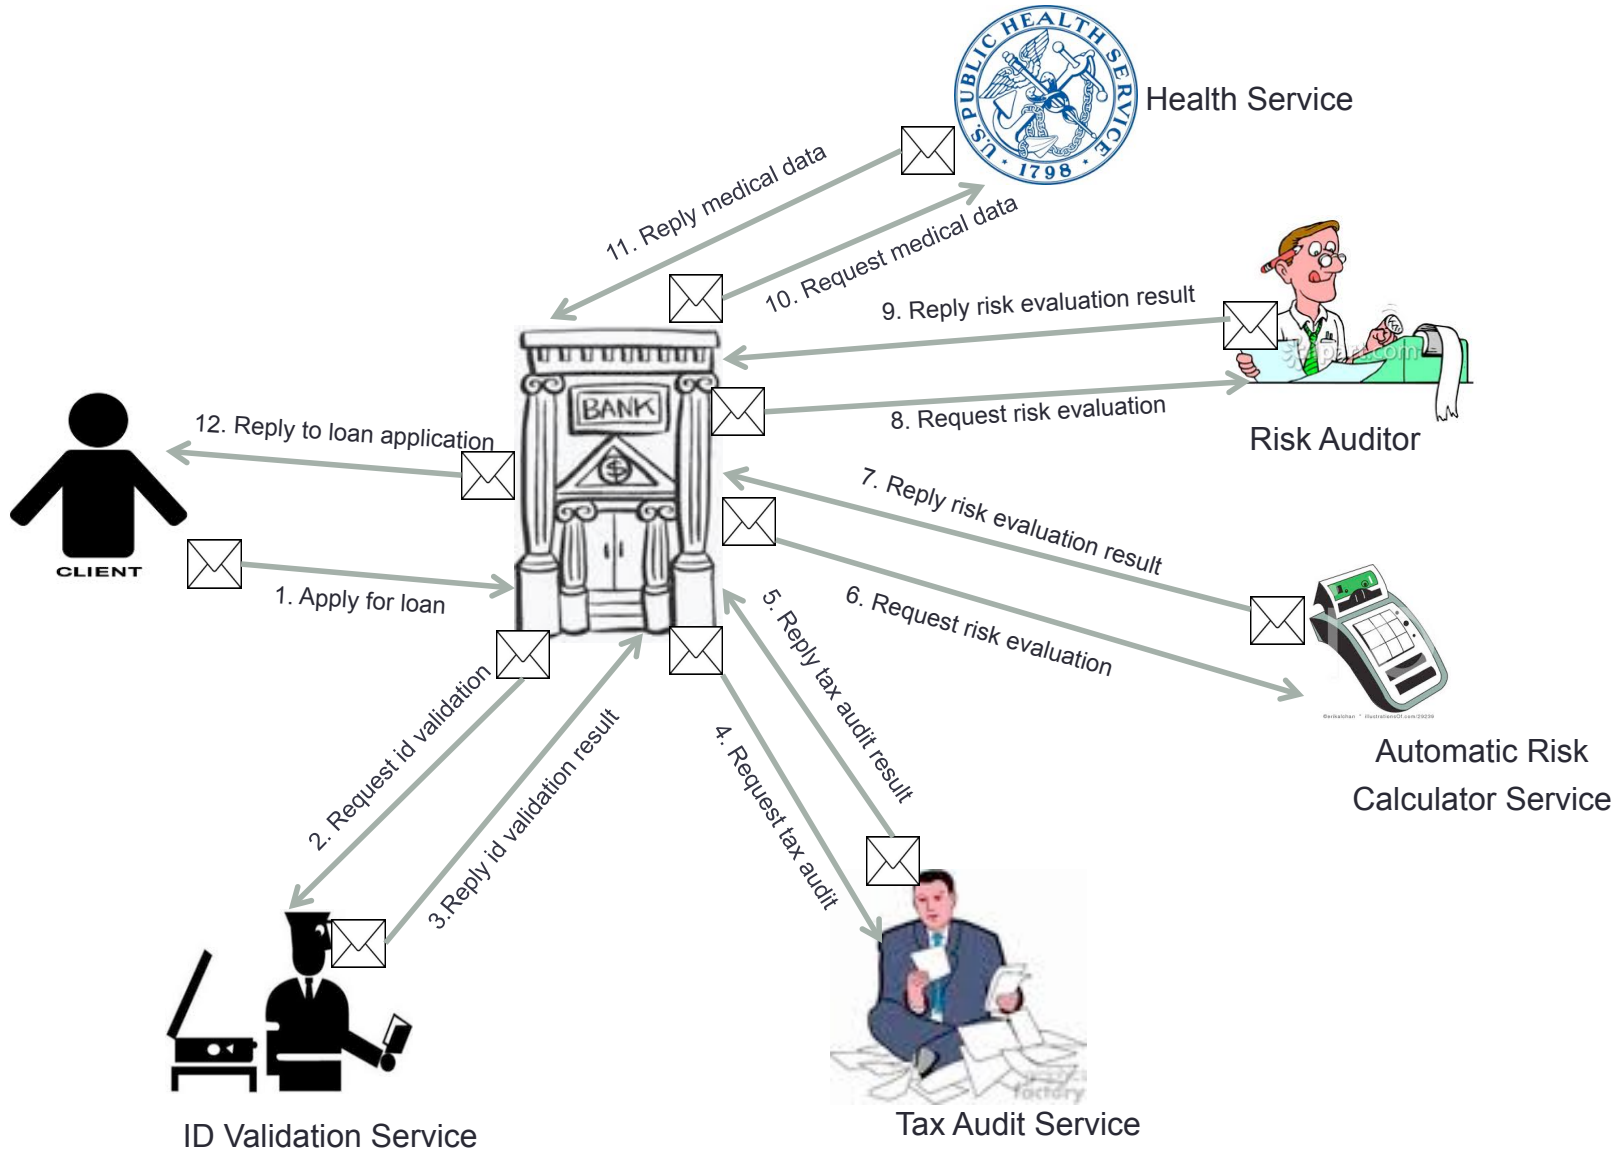 U.S. PUBLIC HEALTH SERVICE
1798
Health Service
11. Reply medical data
10. Request medical data
9. Reply risk evaluation result
8. Request risk evaluation
Risk Auditor
BANK
$
12. Reply to loan application
CLIENT
1. Apply for loan
7. Reply risk evaluation result
6. Request risk evaluation
Automatic Risk
Calculator Service
5. Reply tax audit result
4. Request tax audit
2. Request id validation
3.Reply id validation result
factory
Tax Audit Service
ID Validation Service